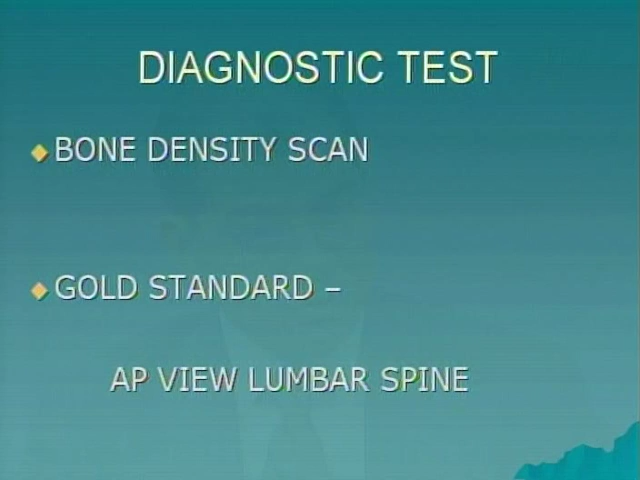 DIAGNOSTIC TEST
BONE DENSITY SCAN
GOLD STANDARD –
AP VIEW LUMBAR SPINE